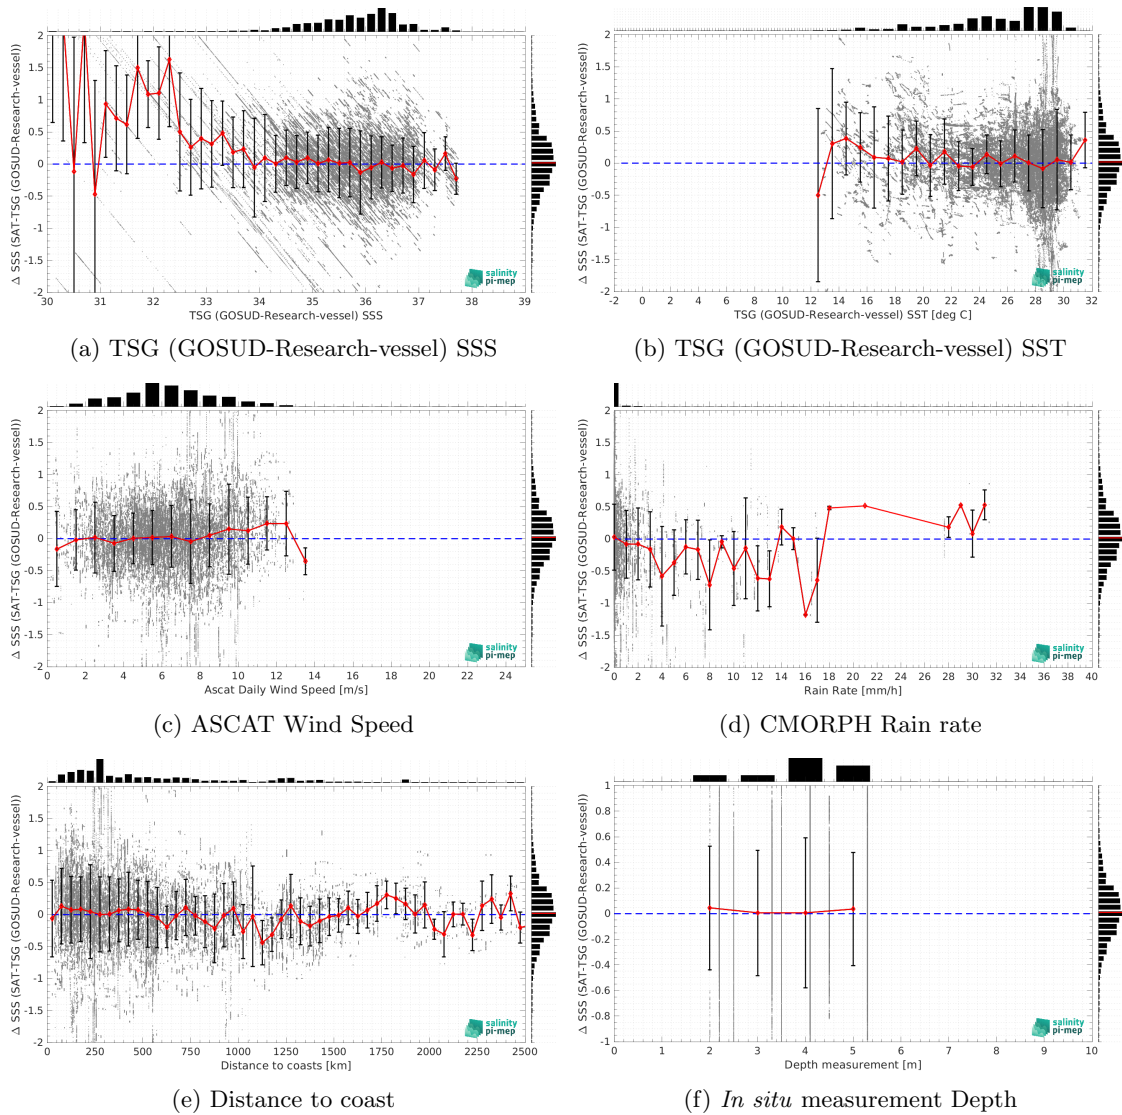 2
1.5
1
0.5
0
-0.5
-1
-1.5
-2
Δ SSS (SAT-TSG (GOSUD-Research-vessel))
30 31 32 33 34 35 36 37 38 39
TSG (GOSUD-Research-vessel) SSS
salinity
pi-mep
(a) TSG (GOSUD-Research-vessel) SSS
2
1.5
1
0.5
0
-0.5
-1
-1.5
-2
Δ SSS (SAT-TSG (GOSUD-Research-vessel))
-2 0 2 4 6 8 10 12 14 16 18 20 22 24 26 28 30 32
TSG (GOSUD-Research-vessel) SST [deg C]
salinity
pi-mep
(b) TSG (GOSUD-Research-vessel) SST
2
1.5
1
0.5
0
-0.5
-1
-1.5
-2
Δ SSS (SAT-TSG (GOSUD-Research-vessel))
0 2 4 6 8 10 12 14 16 18 20 22 24
Ascat Daily Wind Speed [m/s]
salinity
pi-mep
(c) ASCAT Wind Speed
2
1.5
1
0.5
0
-0.5
-1
-1.5
-2
Δ SSS (SAT-TSG (GOSUD-Research-vessel))
0 2 4 6 8 10 12 14 16 18 20 22 24 26 28 30 32 34 36 38 40
Rain Rate [mm/h]
salinity
pi-mep
(d) CMORPH Rain rate
2
1.5
1
0.5
0
-0.5
-1
-1.5
-2
Δ SSS (SAT-TSG (GOSUD-Research-vessel))
0 250 500 750 1000 1250 1500 1750 2000 2250 2500
Distance to coasts [km]
salinity
pi-mep
(e) Distance to coast
1
0.8
0.6
0.4
0.2
0
-0.2
-0.4
-0.6
-0.8
-1
Δ SSS (SAT-TSG (GOSUD-Research-vessel))
0 1 2 3 4 5 6 7 8 9 10
Depth measurement [m]
salinity
pi-mep
(f) In situ measurement Depth